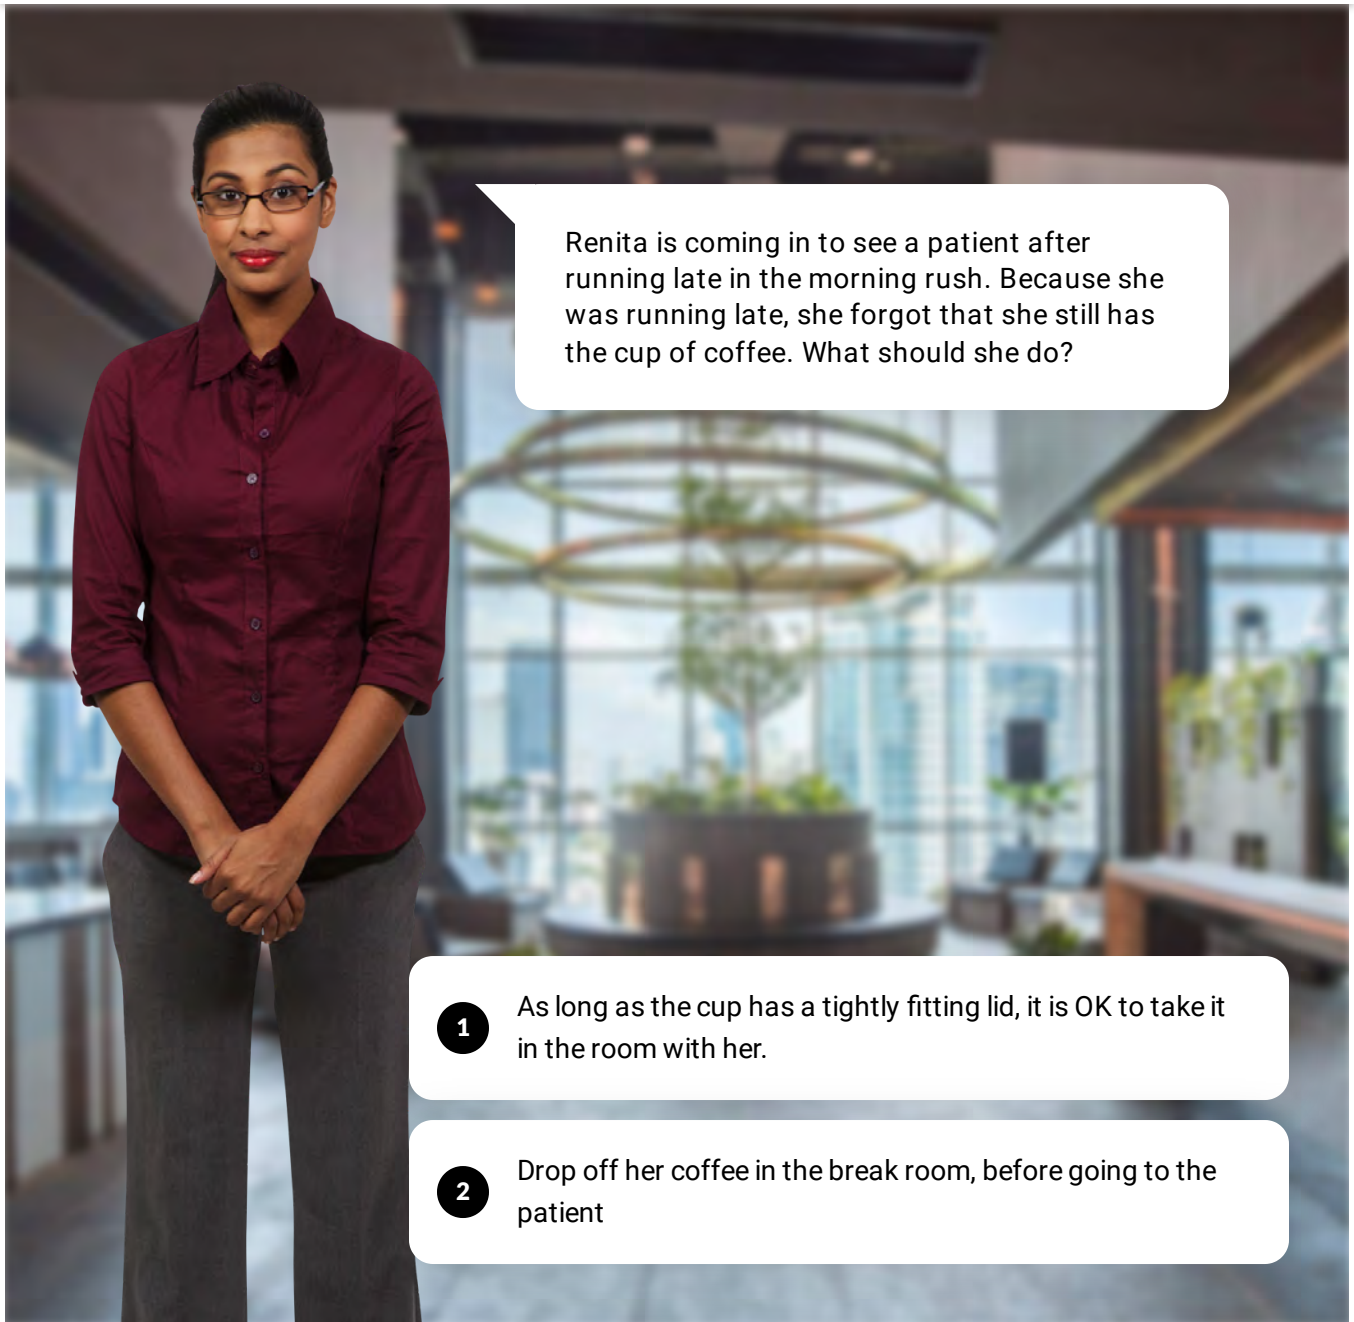 Renita is coming in to see a patient after
running late in the morning rush. Because she
was running late, she forgot that she still has
the cup of coffee. What should she do?
1
As long as the cup has a tightly fitting lid, it is OK to take it
in the room with her.
2
Drop off her coffee in the break room, before going to the
patient